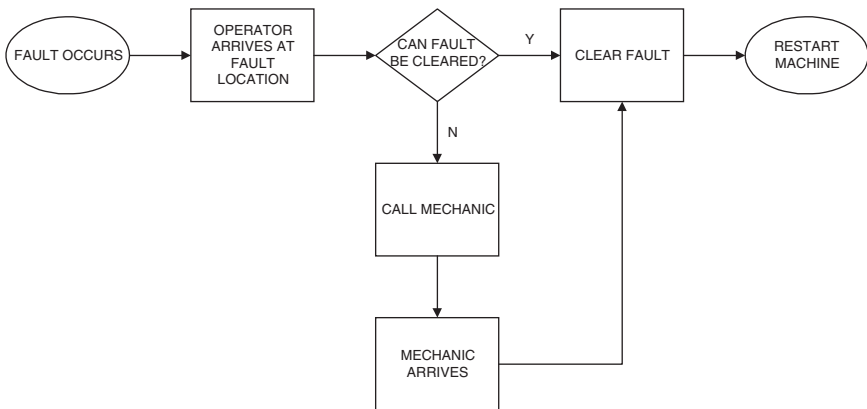 FAULT OCCURS
OPERATOR
ARRIVES AT
FAULT
LOCATION
CAN FAULT
BE CLEARED?
Y
CLEAR FAULT
RESTART
MACHINE
N
CALL MECHANIC
MECHANIC
ARRIVES